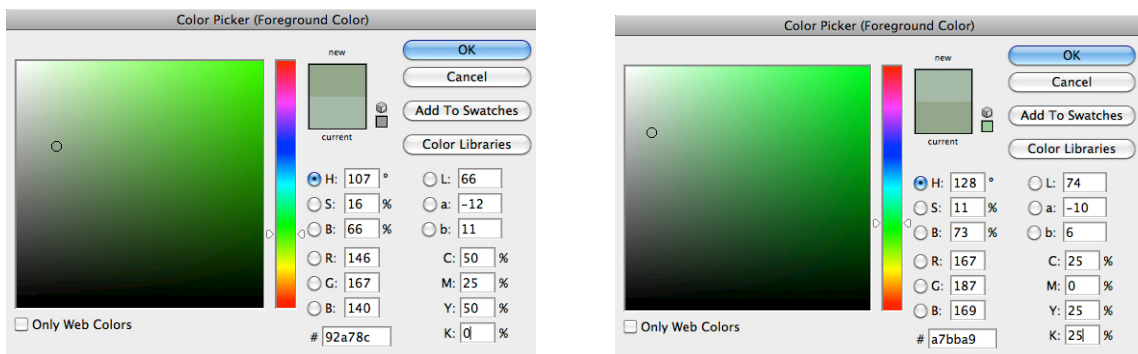 Color Picker (Foreground Color)
new
OK
Cancel
Add To Swatches
current
Color Libraries
H: 107 °
L: 66
S: 16 %
a: -12
B: 66 %
b: 11
R: 146
C: 50 %
G: 167
M: 25 %
B: 140
Y: 50 %
Only Web Colors
# 92a78c
K: 0 %
Color Picker (Foreground Color)
new
OK
Cancel
Add To Swatches
current
Color Libraries
H: 128 °
L: 74
S: 11 %
a: -10
B: 73 %
b: 6
R: 167
C: 25 %
G: 187
M: 0 %
B: 169
Y: 25 %
Only Web Colors
# a7bba9
K: 25 %